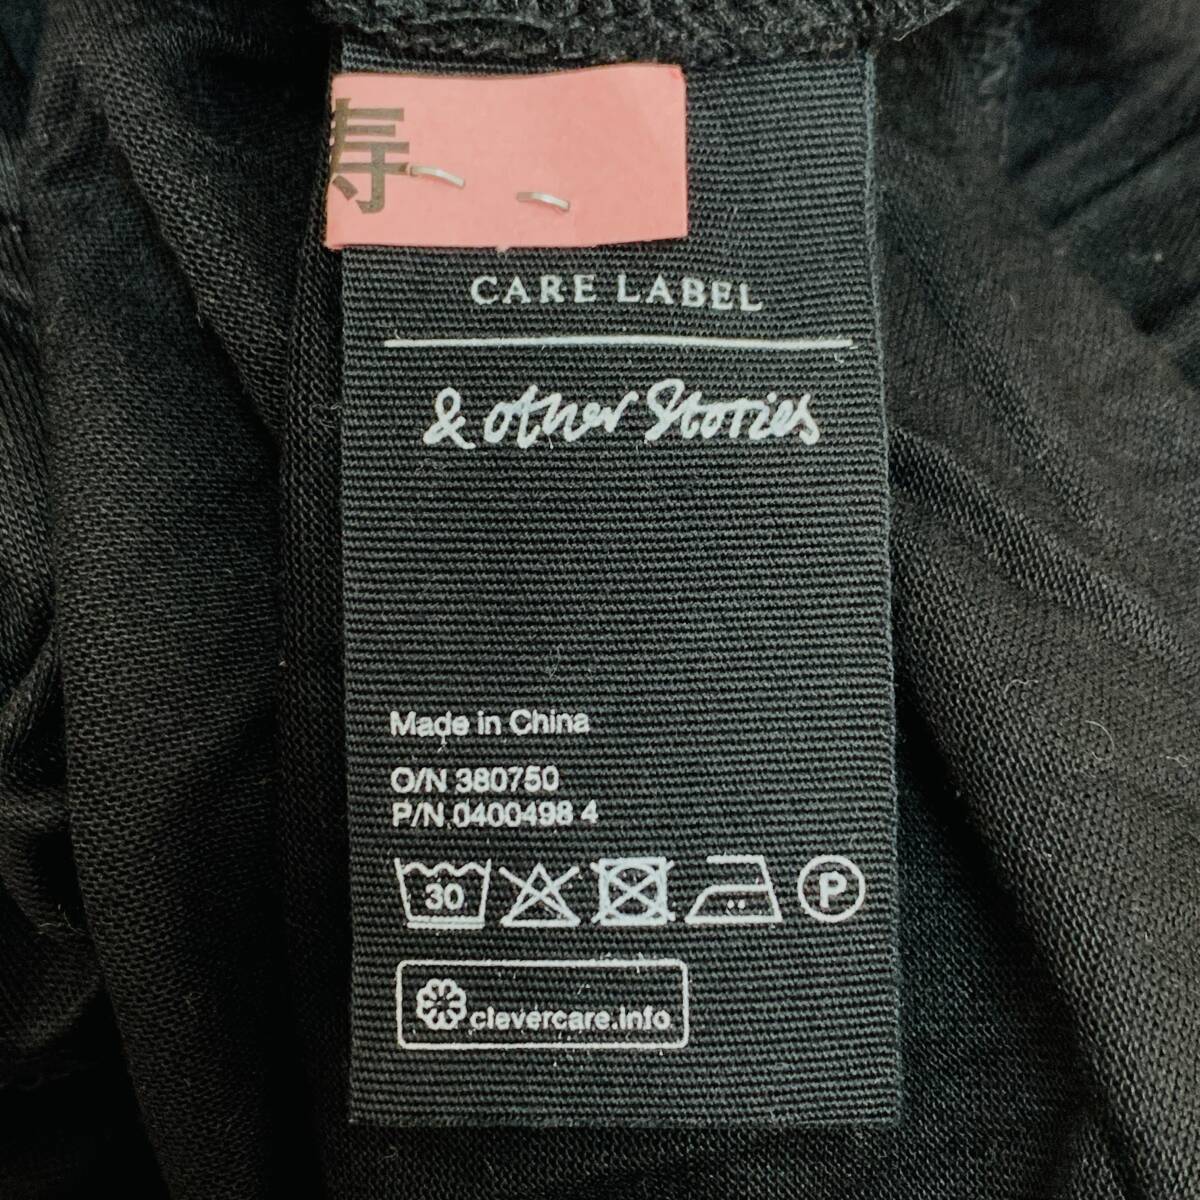 寿
CARE LABEL
& other Stories
Made in China
O/N 380750
P/N 0400498 4
30
P
clevercare.info